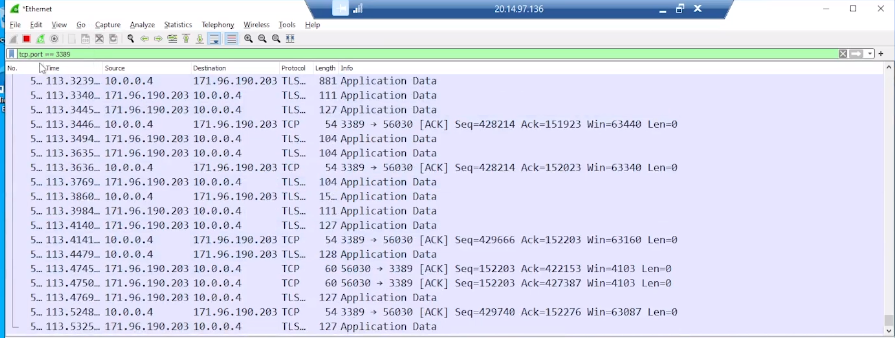 *Ethernet
20.14.97.136
File Edit View Go Capture Analyze Statistics Telephony Wireless Tools Help
tcp.port == 3389
No. Time Source Destination Protocol Length Info
5… 113.3239… 10.0.0.4 171.96.190.203 TLS… 881 Application Data
5… 113.3340… 171.96.190.203 10.0.0.4 TLS… 111 Application Data
5… 113.3445… 171.96.190.203 10.0.0.4 TLS… 127 Application Data
5… 113.3446… 10.0.0.4 171.96.190.203 TCP 54 3389 → 56030 [ACK] Seq=428214 Ack=151923 Win=63440 Len=0
5… 113.3494… 171.96.190.203 10.0.0.4 TLS… 104 Application Data
5… 113.3635… 171.96.190.203 10.0.0.4 TLS… 104 Application Data
5… 113.3636… 10.0.0.4 171.96.190.203 TCP 54 3389 → 56030 [ACK] Seq=428214 Ack=152023 Win=63340 Len=0
5… 113.3769… 171.96.190.203 10.0.0.4 TLS… 104 Application Data
5… 113.3860… 10.0.0.4 171.96.190.203 TLS… 15… Application Data
5… 113.3984… 171.96.190.203 10.0.0.4 TLS… 111 Application Data
5… 113.4140… 171.96.190.203 10.0.0.4 TLS… 127 Application Data
5… 113.4141… 10.0.0.4 171.96.190.203 TCP 54 3389 → 56030 [ACK] Seq=429666 Ack=152203 Win=63160 Len=0
5… 113.4479… 10.0.0.4 171.96.190.203 TLS… 128 Application Data
5… 113.4745… 171.96.190.203 10.0.0.4 TCP 60 56030 → 3389 [ACK] Seq=152203 Ack=422153 Win=4103 Len=0
5… 113.4750… 171.96.190.203 10.0.0.4 TCP 60 56030 → 3389 [ACK] Seq=152203 Ack=427387 Win=4103 Len=0
5… 113.4769… 171.96.190.203 10.0.0.4 TLS… 127 Application Data
5… 113.5248… 10.0.0.4 171.96.190.203 TCP 54 3389 → 56030 [ACK] Seq=429740 Ack=152276 Win=63087 Len=0
5… 113.5325… 171.96.190.203 10.0.0.4 TLS… 127 Application Data